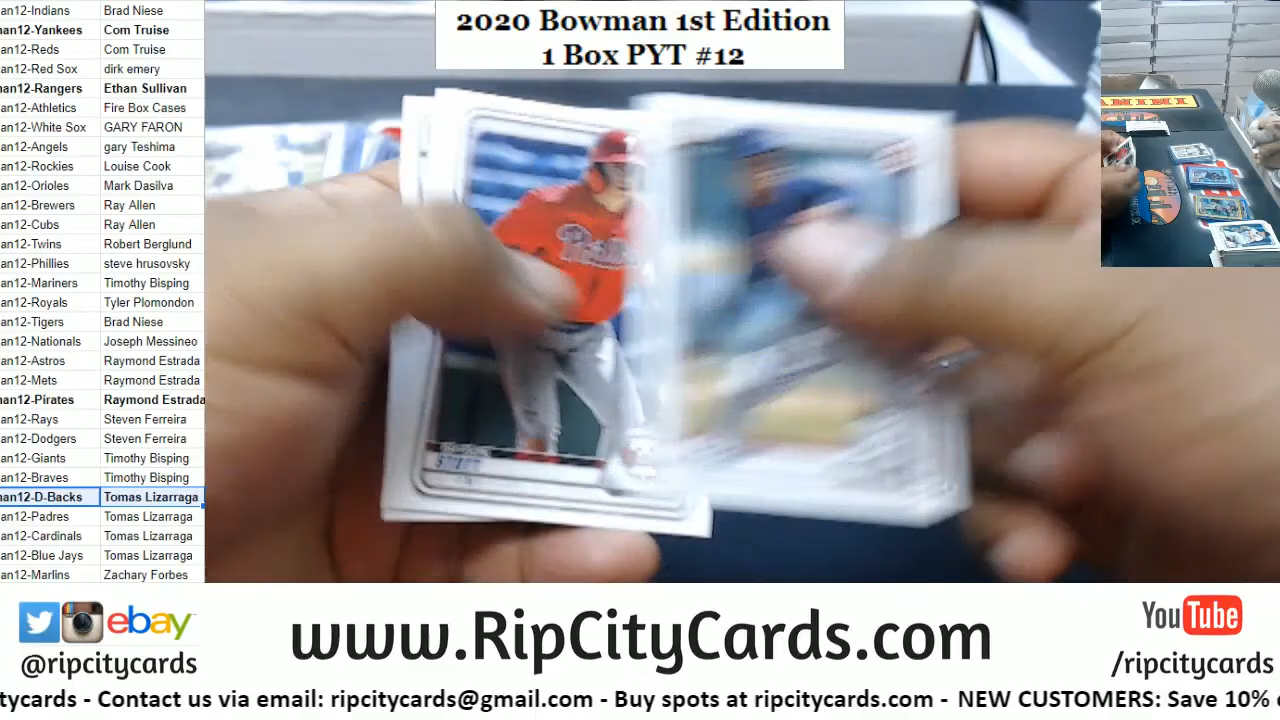 2020 Bowman 1st Edition
1 Box PYT #12
an12-Indians Brad Niese
nan12-Yankees Com Truise
an12-Reds Com Truise
an12-Red Sox dirk emery
an12-Rangers Ethan Sullivan
an12-Athletics Fire Box Cases
an12-White Sox GARY FARON
an12-Angels gary Teshima
an12-Rockies Louise Cook
an12-Orioles Mark Dasilva
an12-Brewers Ray Allen
an12-Cubs Ray Allen
an12-Twins Robert Berglund
an12-Phillies steve hrusovsky
an12-Mariners Timothy Bisping
an12-Royals Tyler Plomondon
an12-Tigers Brad Niese
an12-Nationals Joseph Messineo
an12-Astros Raymond Estrada
an12-Mets Raymond Estrada
an12-Pirates Raymond Estrada
an12-Rays Steven Ferreira
an12-Dodgers Steven Ferreira
an12-Giants Timothy Bisping
an12-Braves Timothy Bisping
nan12-D-Backs Tomas Lizarraga
an12-Padres Tomas Lizarraga
an12-Cardinals Tomas Lizarraga
an12-Blue Jays Tomas Lizarraga
an12-Marlins Zachary Forbes
PANINI
ebay
@ripcitycards
www.RipCityCards.com
YouTube
/ripcitycards
tycards - Contact us via email: ripcitycards@gmail.com - Buy spots at ripcitycards.com - NEW CUSTOMERS: Save 10%